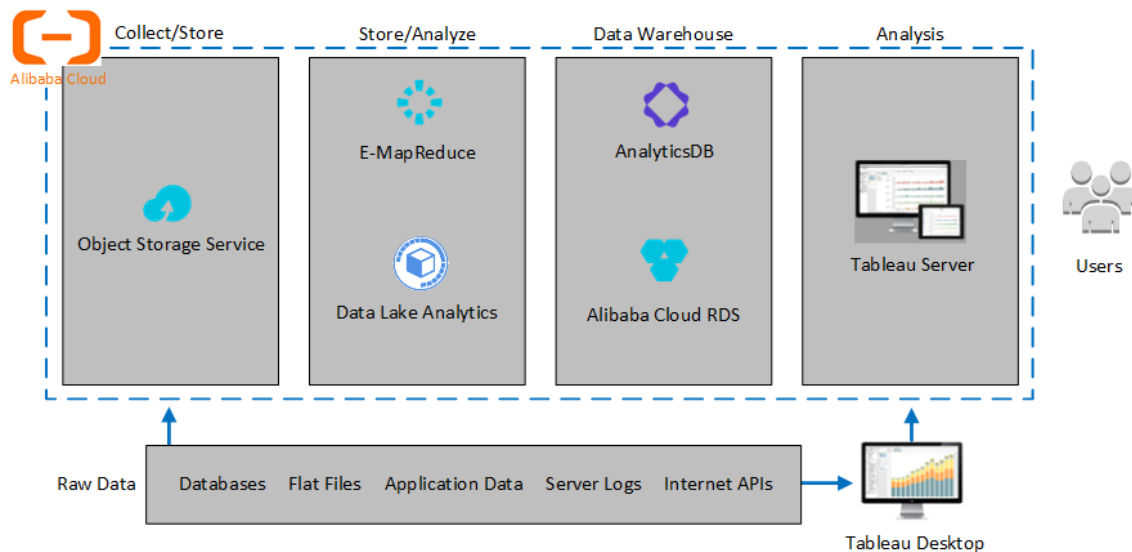 Collect/Store
Store/Analyze
Data Warehouse
Analysis
Alibaba Cloud
E-MapReduce
AnalyticsDB
Object Storage Service
Tableau Server
Users
Data Lake Analytics
Alibaba Cloud RDS
Raw Data
Databases
Flat Files
Application Data
Server Logs
Internet APIs
Tableau Desktop